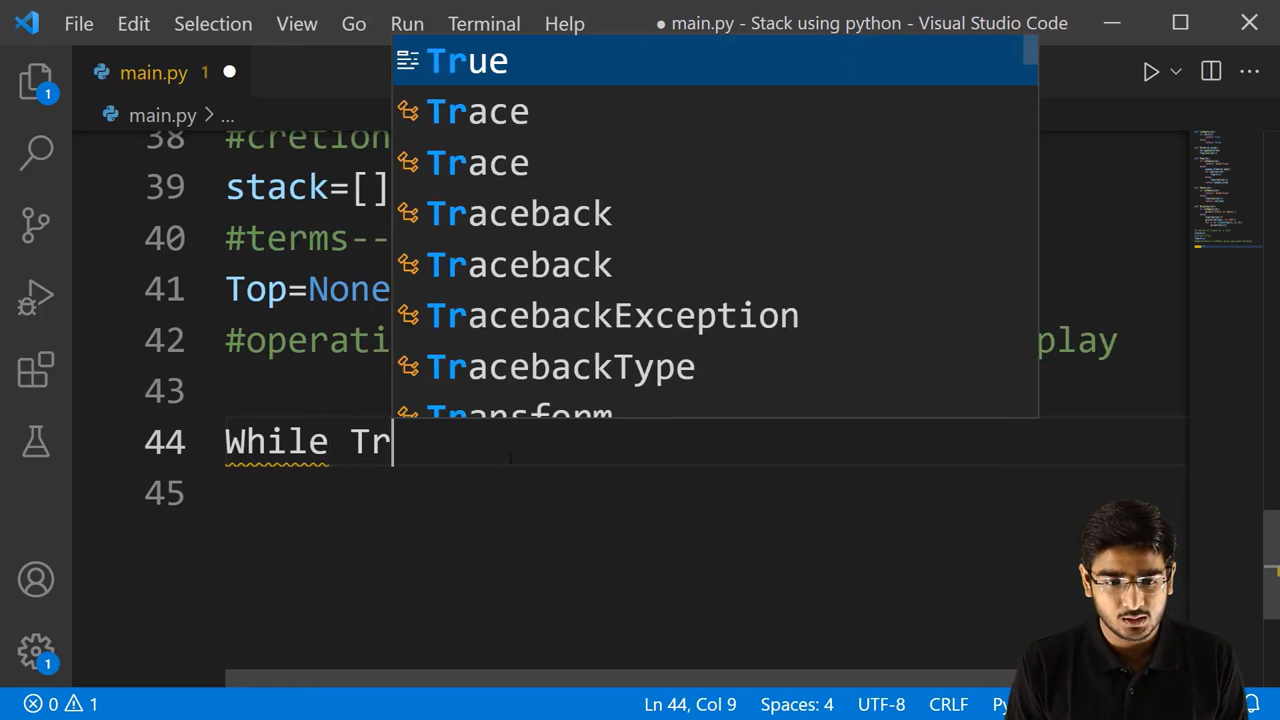 File Edit Selection View Go Run Terminal Help ● main.py - Stack using python - Visual Studio Code
main.py 1
main.py > ...
1
38 #cretion
39 stack=[]
40 #terms--
41 Top=None
42 #operati play
43
44 While Tr
45
True
Trace
Trace
Traceback
Traceback
TracebackException
TracebackType
Transform
1
0 1 Ln 44, Col 9 Spaces: 4 UTF-8 CRLF Py